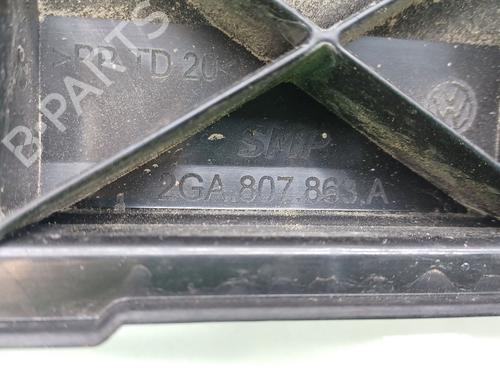 >PP TD 20<
SMP
2GA.807.863.A
B-PARTS